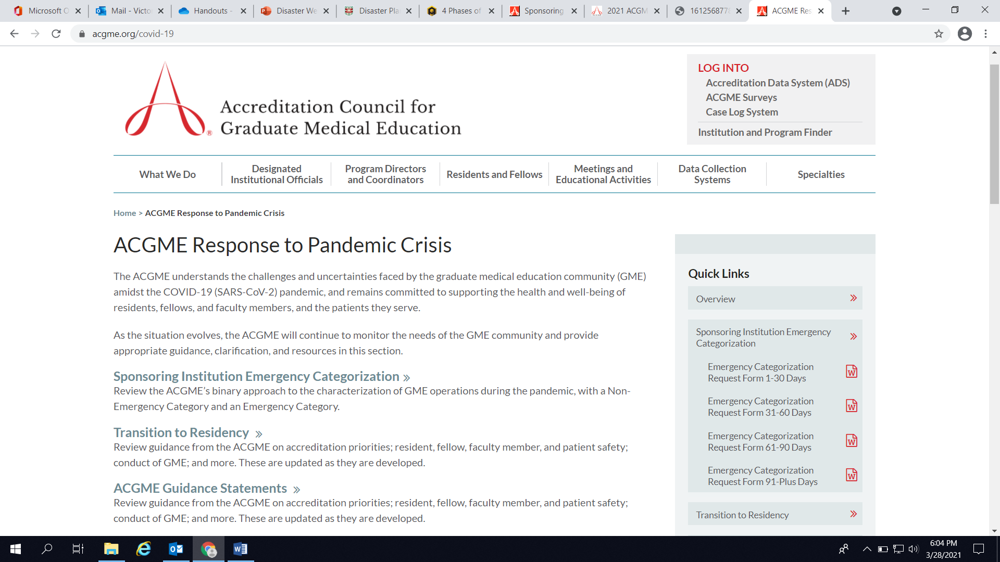 Microsoft O
Mail - Victo
Handouts -
Disaster We
Disaster Pla
4 Phases of
Sponsoring
2021 ACGM
1612568778
ACGME Res
acgme.org/covid-19
Accreditation Council for
Graduate Medical Education
LOG INTO
Accreditation Data System (ADS)
ACGME Surveys
Case Log System
Institution and Program Finder
What We Do
Designated
Institutional Officials
Program Directors
and Coordinators
Residents and Fellows
Meetings and
Educational Activities
Data Collection
Systems
Specialties
Home > ACGME Response to Pandemic Crisis
ACGME Response to Pandemic Crisis
The ACGME understands the challenges and uncertainties faced by the graduate medical education community (GME)
amidst the COVID-19 (SARS-CoV-2) pandemic, and remains committed to supporting the health and well-being of
residents, fellows, and faculty members, and the patients they serve.
As the situation evolves, the ACGME will continue to monitor the needs of the GME community and provide
appropriate guidance, clarification, and resources in this section.
Sponsoring Institution Emergency Categorization »
Review the ACGME’s binary approach to the characterization of GME operations during the pandemic, with a Non-
Emergency Category and an Emergency Category.
Transition to Residency »
Review guidance from the ACGME on accreditation priorities; resident, fellow, faculty member, and patient safety;
conduct of GME; and more. These are updated as they are developed.
ACGME Guidance Statements »
Review guidance from the ACGME on accreditation priorities; resident, fellow, faculty member, and patient safety;
conduct of GME; and more. These are updated as they are developed.
Quick Links
Overview »
Sponsoring Institution Emergency
Categorization »
Emergency Categorization
Request Form 1-30 Days
Emergency Categorization
Request Form 31-60 Days
Emergency Categorization
Request Form 61-90 Days
Emergency Categorization
Request Form 91-Plus Days
Transition to Residency »
6:04 PM
3/28/2021